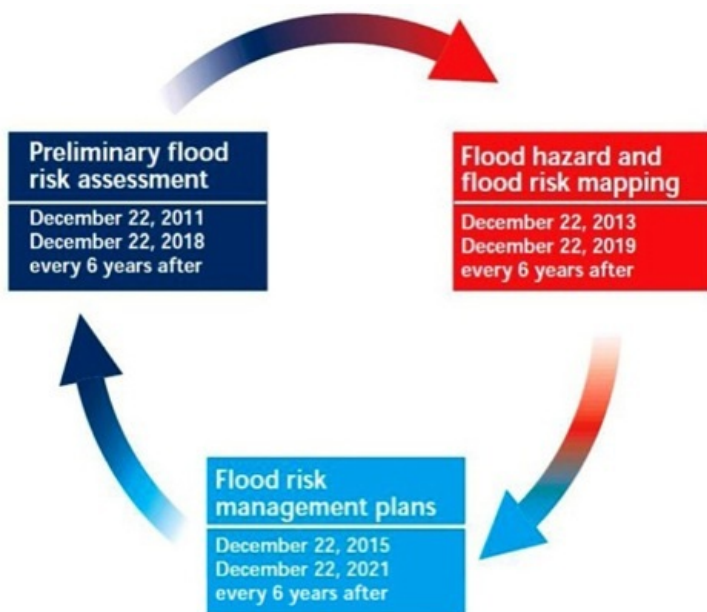 Preliminary flood
risk assessment
December 22, 2011
December 22, 2018
every 6 years after
Flood hazard and
flood risk mapping
December 22, 2013
December 22, 2019
every 6 years after
Flood risk
management plans
December 22, 2015
December 22, 2021
every 6 years after